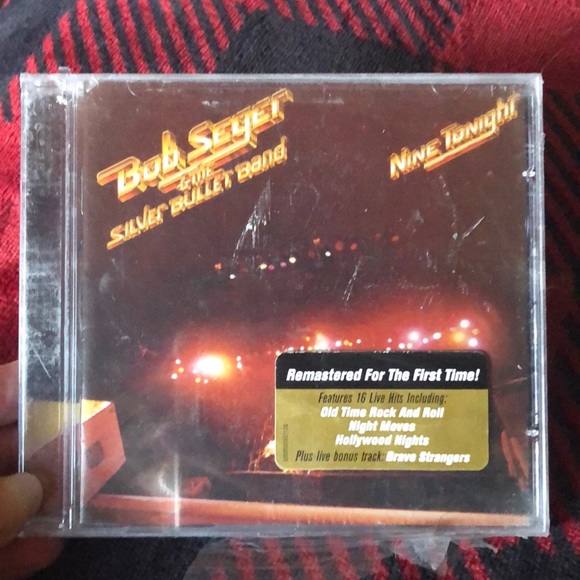 Bob Seger
& THE
SILVER BULLET Band
NINE TONIGHT
Remastered For The First Time!
Features 16 Live Hits Including:
Old Time Rock And Roll
Night Moves
Hollywood Nights
Plus live bonus track: Brave Strangers